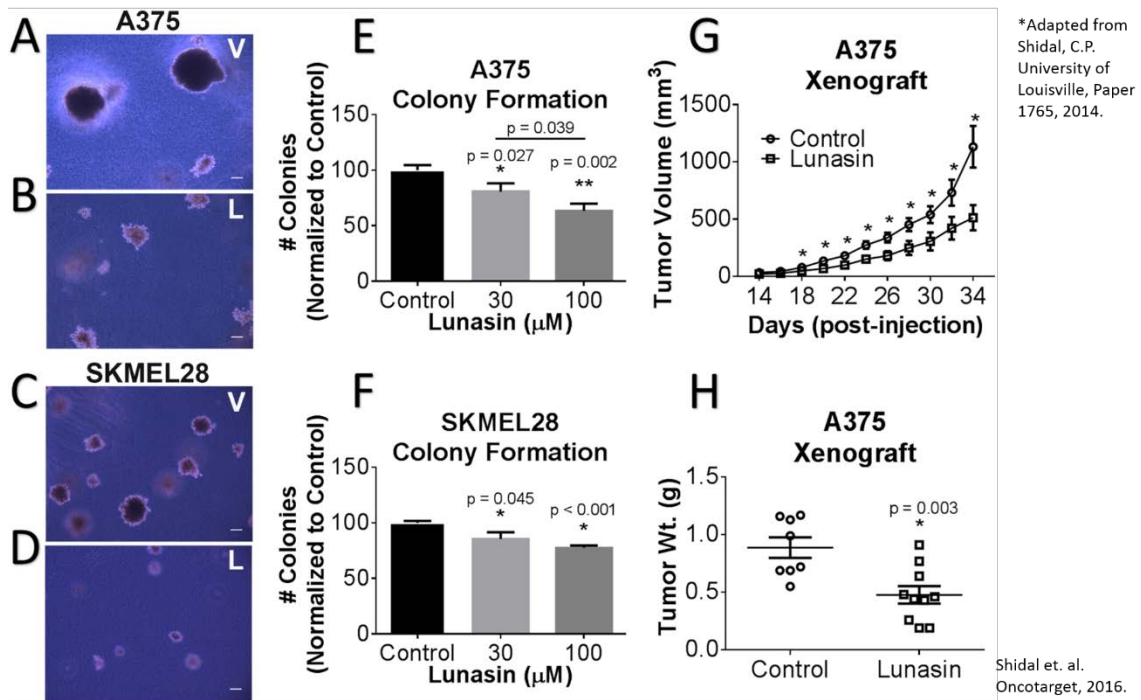 A
A375
V
B
L
SKMEL28
C
V
D
L
E
A375
Colony Formation
# Colonies
(Normalized to Control)
150
100
50
0
p = 0.039
p = 0.027
*
p = 0.002
**
Control
30
100
Lunasin (μM)
F
SKMEL28
Colony Formation
# Colonies
(Normalized to Control)
150
100
50
0
p = 0.045
*
p < 0.001
*
Control
30
100
Lunasin (μM)
G
A375
Xenograft
Tumor Volume (mm³)
1000
500
0
Control
Lunasin
* * * * * * * * *
14 18 22 26 30 34
Days (post-injection)
H
A375
Xenograft
Tumor Wt. (g)
1.5
1.0
0.5
0.0
p = 0.003
*
Control
Lunasin
*Adapted from
Shidal, C.P.
University of
Louisville, Paper
1765, 2014.
Shidal et. al.
Oncotarget, 2016.